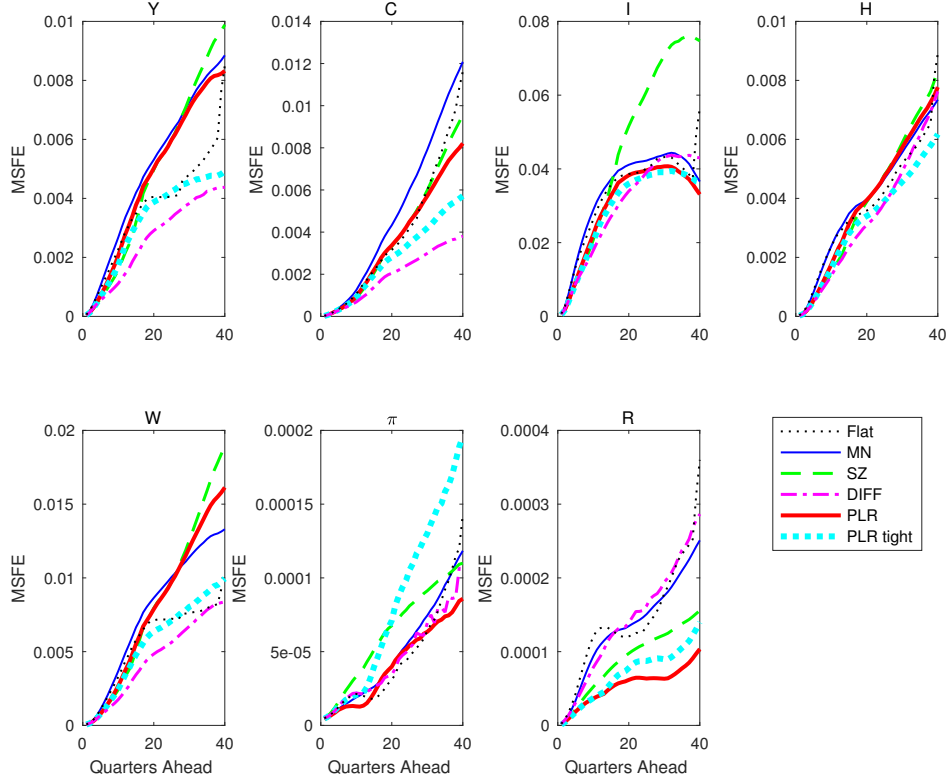 Y
MSFE
0.01
0.008
0.006
0.004
0.002
0
0
20
40
C
MSFE
0.014
0.012
0.01
0.008
0.006
0.004
0.002
0
0
20
40
I
MSFE
0.08
0.06
0.04
0.02
0
0
20
40
H
MSFE
0.01
0.008
0.006
0.004
0.002
0
0
20
40
W
MSFE
0.02
0.015
0.01
0.005
0
0
20
40
Quarters Ahead
π
MSFE
0.0002
0.00015
0.0001
5e-05
0
0
20
40
Quarters Ahead
R
MSFE
0.0004
0.0003
0.0002
0.0001
0
0
20
40
Quarters Ahead
Flat
MN
SZ
DIFF
PLR
PLR tight